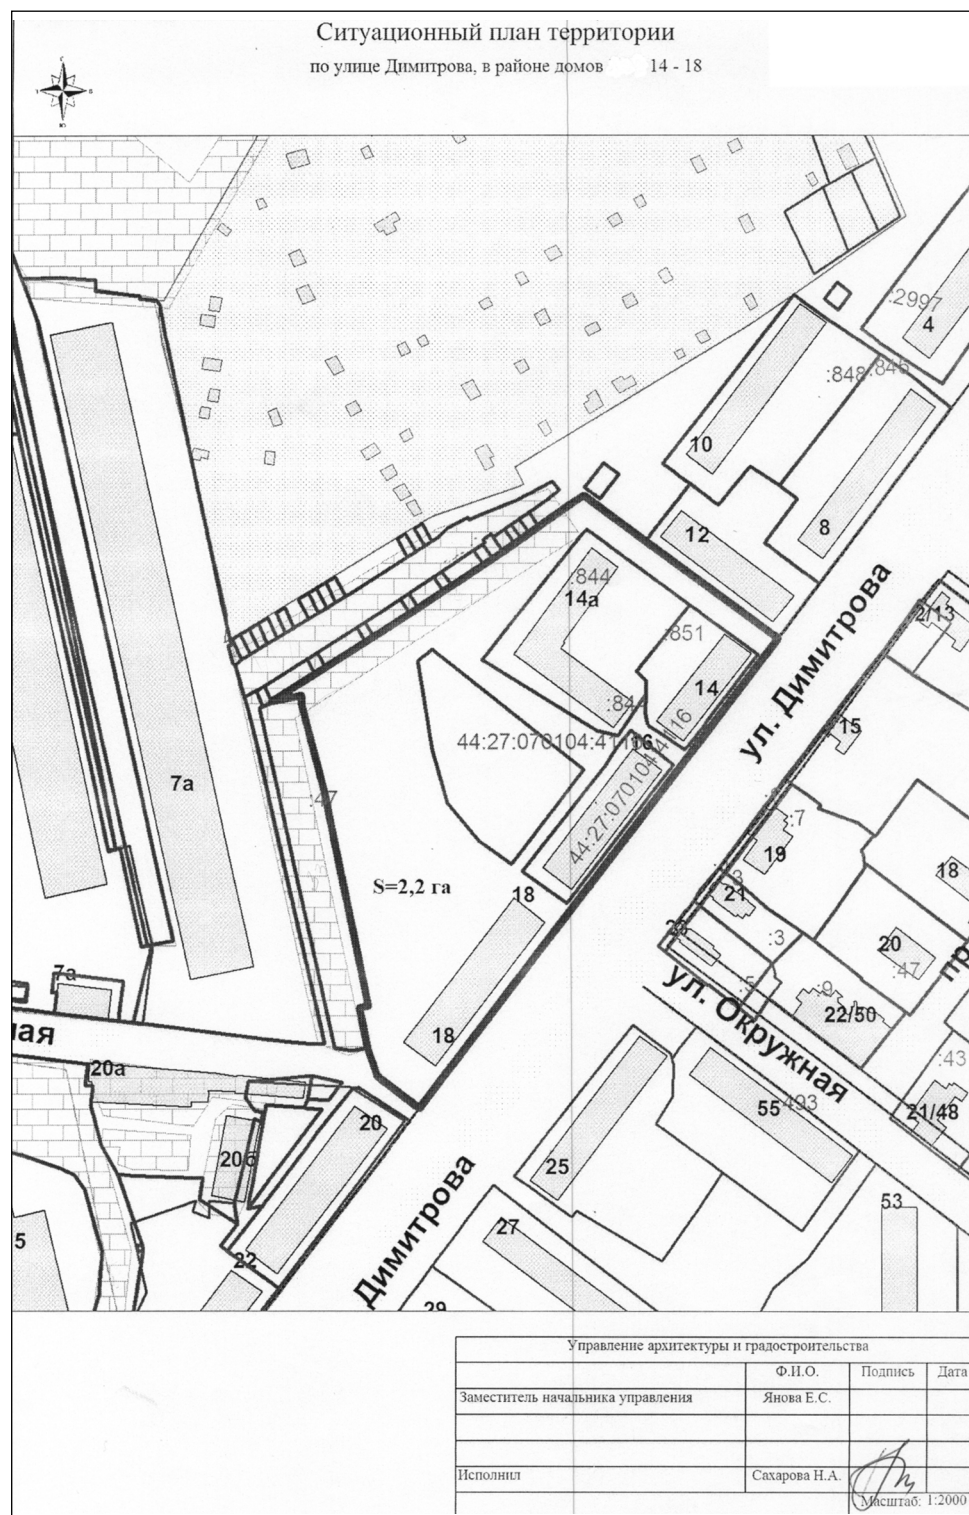 Ситуационный план территории
по улице Димитрова, в районе домов 14 - 18
:2997
4
:848
:846
10
8
12
:844
14а
:851
14
ул. Димитрова
2/13
15
16
44:27:070104:41
7а
:47
:7
19
18
S=2,2 га
18
21
:3
20
:47
:5
:9
22/50
7а
18
ул. Окружная
ная
:43
20а
20
55
:493
21/48
20б
25
Димитрова
53
27
5
22
29
Управление архитектуры и градостроительства
Ф.И.О. Подпись Дата
Заместитель начальника управления Янова Е.С.
Исполнил Сахарова Н.А.
Масштаб: 1:2000